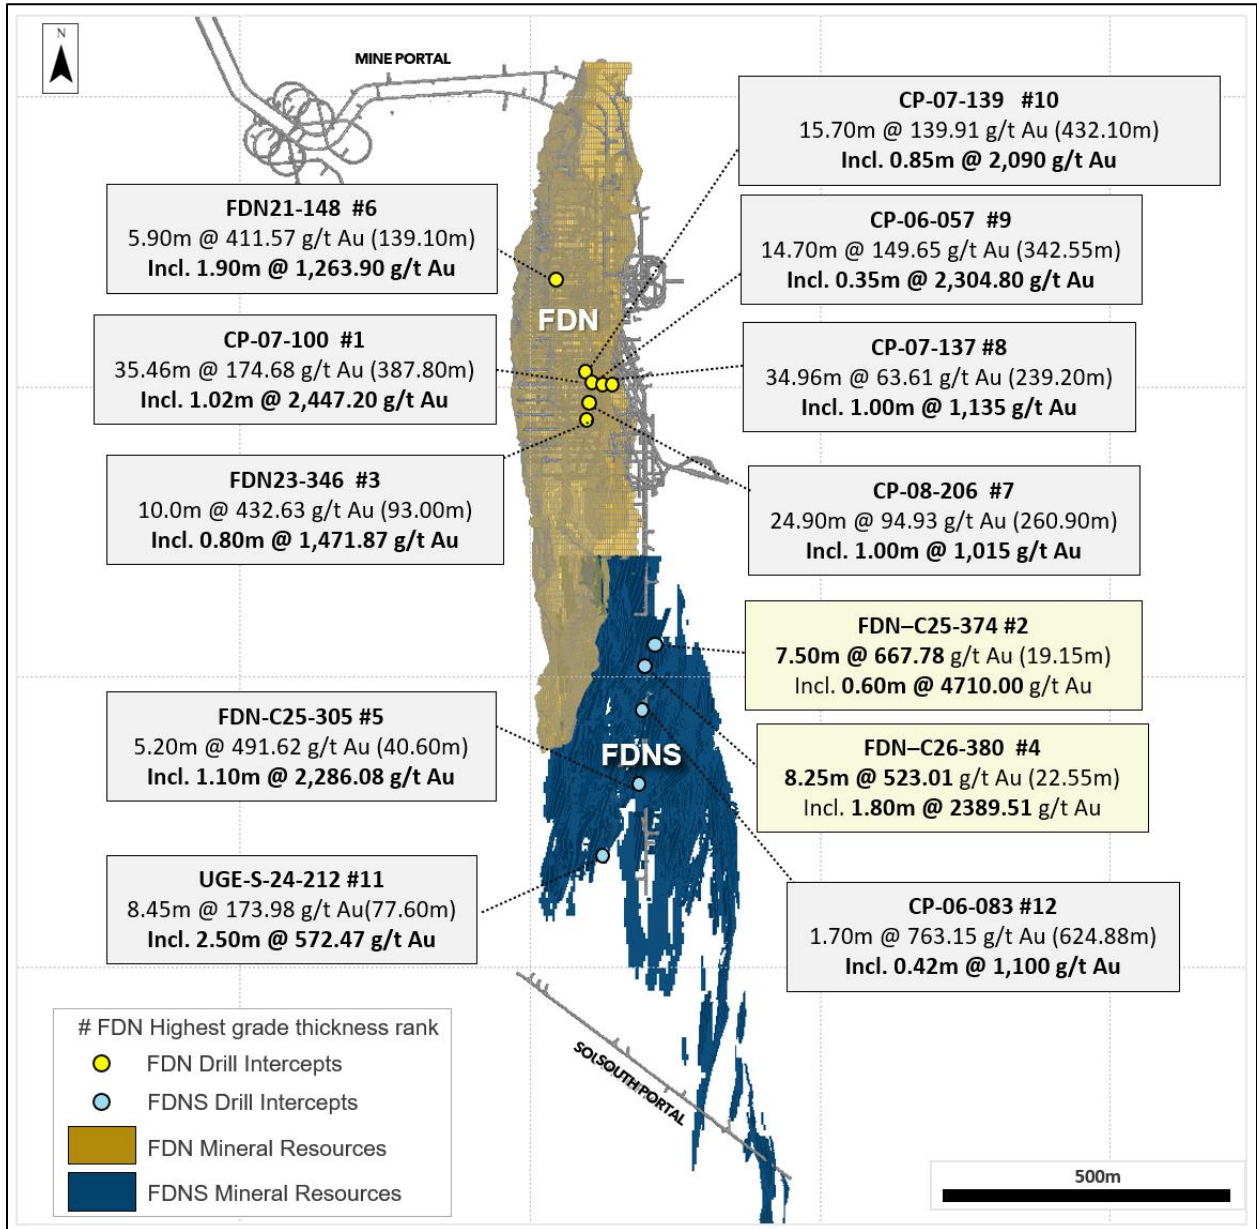 N
MINE PORTAL
CP-07-139 #10
15.70m @ 139.91 g/t Au (432.10m)
Incl. 0.85m @ 2,090 g/t Au
FDN21-148 #6
5.90m @ 411.57 g/t Au (139.10m)
Incl. 1.90m @ 1,263.90 g/t Au
CP-06-057 #9
14.70m @ 149.65 g/t Au (342.55m)
Incl. 0.35m @ 2,304.80 g/t Au
FDN
CP-07-100 #1
35.46m @ 174.68 g/t Au (387.80m)
Incl. 1.02m @ 2,447.20 g/t Au
CP-07-137 #8
34.96m @ 63.61 g/t Au (239.20m)
Incl. 1.00m @ 1,135 g/t Au
FDN23-346 #3
10.0m @ 432.63 g/t Au (93.00m)
Incl. 0.80m @ 1,471.87 g/t Au
CP-08-206 #7
24.90m @ 94.93 g/t Au (260.90m)
Incl. 1.00m @ 1,015 g/t Au
FDN–C25-374 #2
7.50m @ 667.78 g/t Au (19.15m)
Incl. 0.60m @ 4710.00 g/t Au
FDN-C25-305 #5
5.20m @ 491.62 g/t Au (40.60m)
Incl. 1.10m @ 2,286.08 g/t Au
FDNS
FDN–C26-380 #4
8.25m @ 523.01 g/t Au (22.55m)
Incl. 1.80m @ 2389.51 g/t Au
UGE-S-24-212 #11
8.45m @ 173.98 g/t Au(77.60m)
Incl. 2.50m @ 572.47 g/t Au
CP-06-083 #12
1.70m @ 763.15 g/t Au (624.88m)
Incl. 0.42m @ 1,100 g/t Au
SOUTH PORTAL
# FDN Highest grade thickness rank
FDN Drill Intercepts
FDNS Drill Intercepts
FDN Mineral Resources
FDNS Mineral Resources
500m